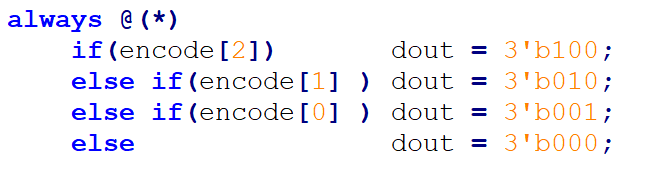 always @(*)
    if(encode[2])       dout = 3'b100;
    else if(encode[1] ) dout = 3'b010;
    else if(encode[0] ) dout = 3'b001;
    else                dout = 3'b000;